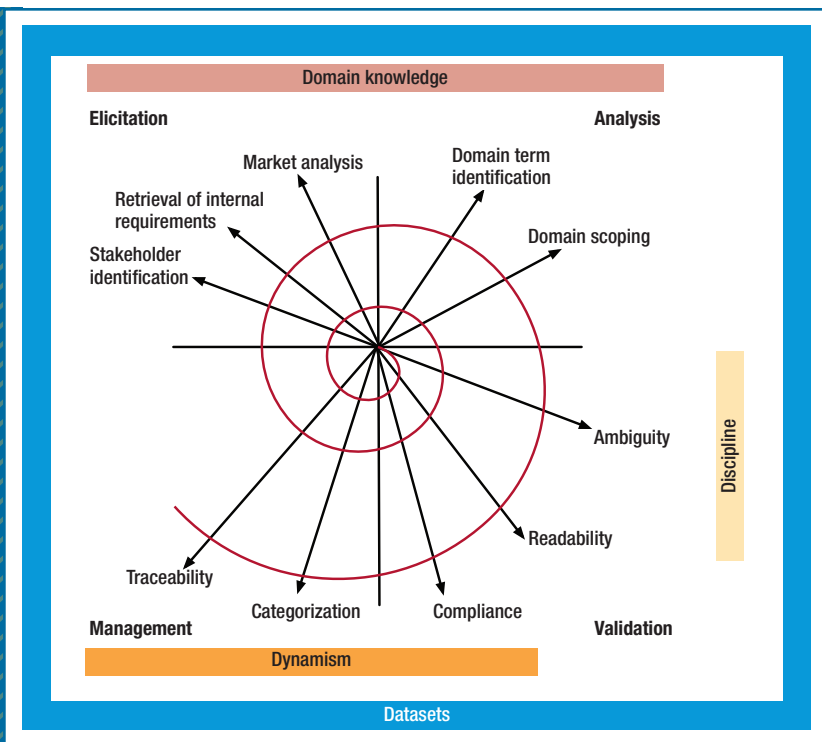 Domain knowledge
Elicitation
Analysis
Market analysis
Domain term
identification
Retrieval of internal
requirements
Domain scoping
Stakeholder
identification
Ambiguity
Discipline
Readability
Traceability
Categorization
Compliance
Management
Validation
Dynamism
Datasets